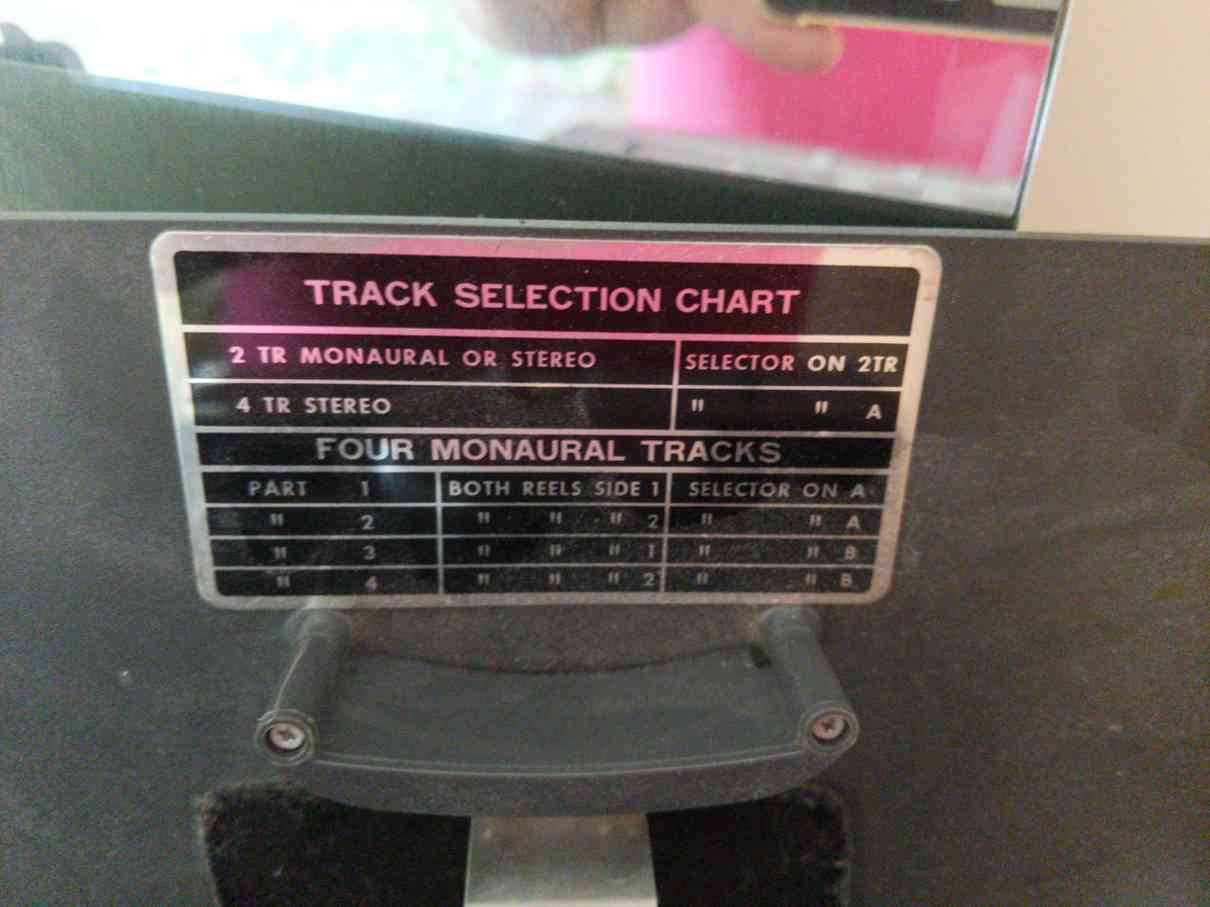 TRACK SELECTION CHART
2 TR MONAURAL OR STEREO SELECTOR ON 2TR
4 TR STEREO " " A
FOUR MONAURAL TRACKS
PART 1 BOTH REELS SIDE 1 SELECTOR ON A
" 2 " " " 2 " " A
" 3 " " " 1 " " B
" 4 " " " 2 " " B